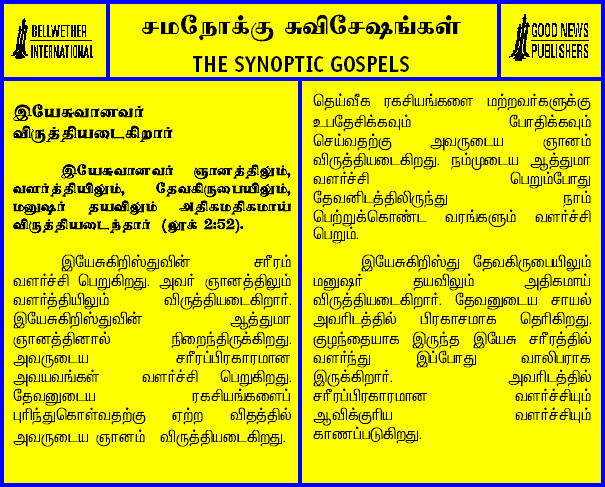 BELLWETHER
INTERNATIONAL
சமநோக்கு சுவிசேஷங்கள்
THE SYNOPTIC GOSPELS
GOOD NEWS
PUBLISHERS
இயேசுவானவர்
விருத்தியடைகிறார்
இயேசுவானவர் ஞானத்திலும்,
வளர்த்தியிலும், தேவகிருபையிலும்,
மனுஷர் தயவிலும் அதிகமதிகமாய்
விருத்தியடைந்தார் (லூக் 2:52).
இயேசுகிறிஸ்துவின் சரீரம்
வளர்ச்சி பெறுகிறது. அவர் ஞானத்திலும்
வளர்த்தியிலும் விருத்தியடைகிறார்.
இயேசுகிறிஸ்துவின் ஆத்துமா
ஞானத்தினால் நிறைந்திருக்கிறது.
அவருடைய சரீரப்பிரகாரமான
அவயவங்கள் வளர்ச்சி பெறுகிறது.
தேவனுடைய ரகசியங்களைப்
புரிந்துகொள்வதற்கு ஏற்ற விதத்தில்
அவருடைய ஞானம் விருத்தியடைகிறது.
தெய்வீக ரகசியங்களை மற்றவர்களுக்கு
உபதேசிக்கவும் போதிக்கவும்
செய்வதற்கு அவருடைய ஞானம்
விருத்தியடைகிறது. நம்முடைய ஆத்துமா
வளர்ச்சி பெறும்போது
தேவனிடத்திலிருந்து நாம்
பெற்றுக்கொண்ட வரங்களும் வளர்ச்சி
பெறும்.
இயேசுகிறிஸ்து தேவகிருபையிலும்
மனுஷர் தயவிலும் அதிகமாய்
விருத்தியடைகிறார். தேவனுடைய சாயல்
அவரிடத்தில் பிரகாசமாக தெரிகிறது.
குழந்தையாக இருந்த இயேசு சரீரத்தில்
வளர்ந்து இப்போது வாலிபராக
இருக்கிறார். அவரிடத்தில்
சரீரப்பிரகாரமான வளர்ச்சியும்
ஆவிக்குரிய வளர்ச்சியும்
காணப்படுகிறது.